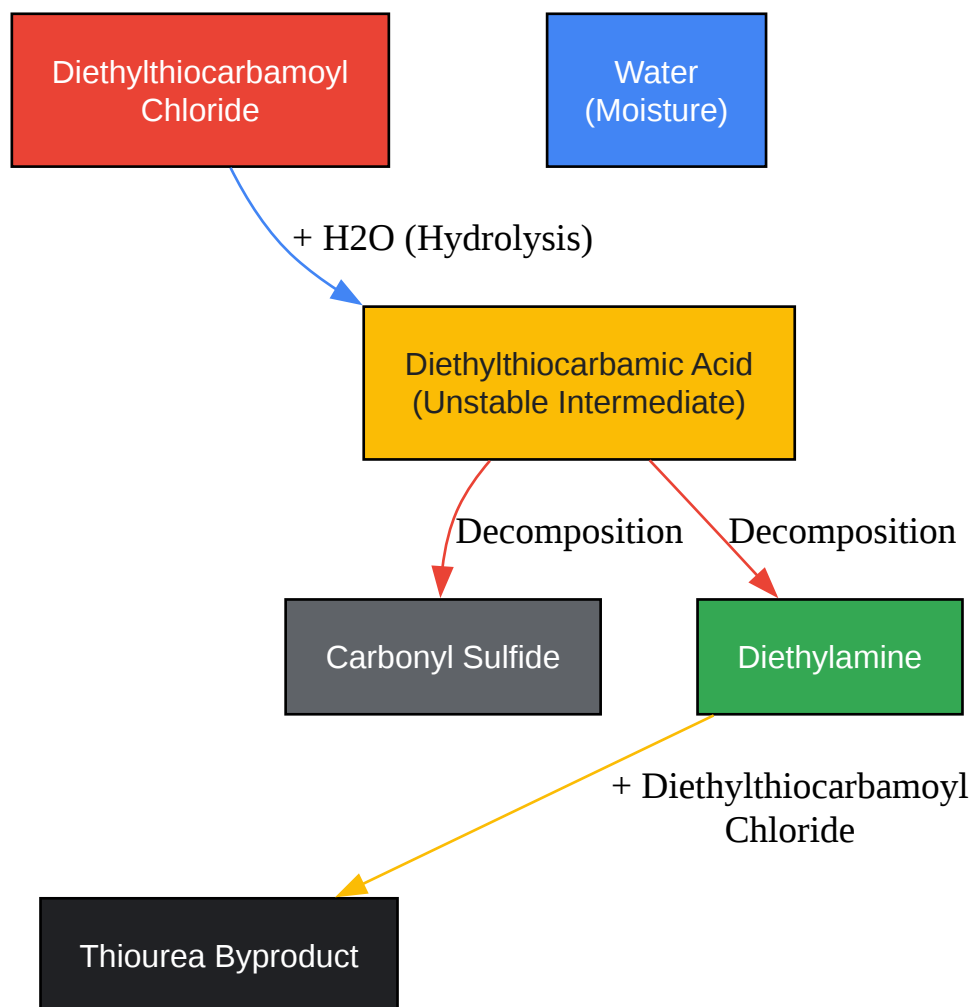 Diethylthiocarbamoyl
Chloride
Water
(Moisture)
+ H2O (Hydrolysis)
Diethylthiocarbamic Acid
(Unstable Intermediate)
Decomposition
Decomposition
Carbonyl Sulfide
Diethylamine
+ Diethylthiocarbamoyl
Chloride
Thiourea Byproduct